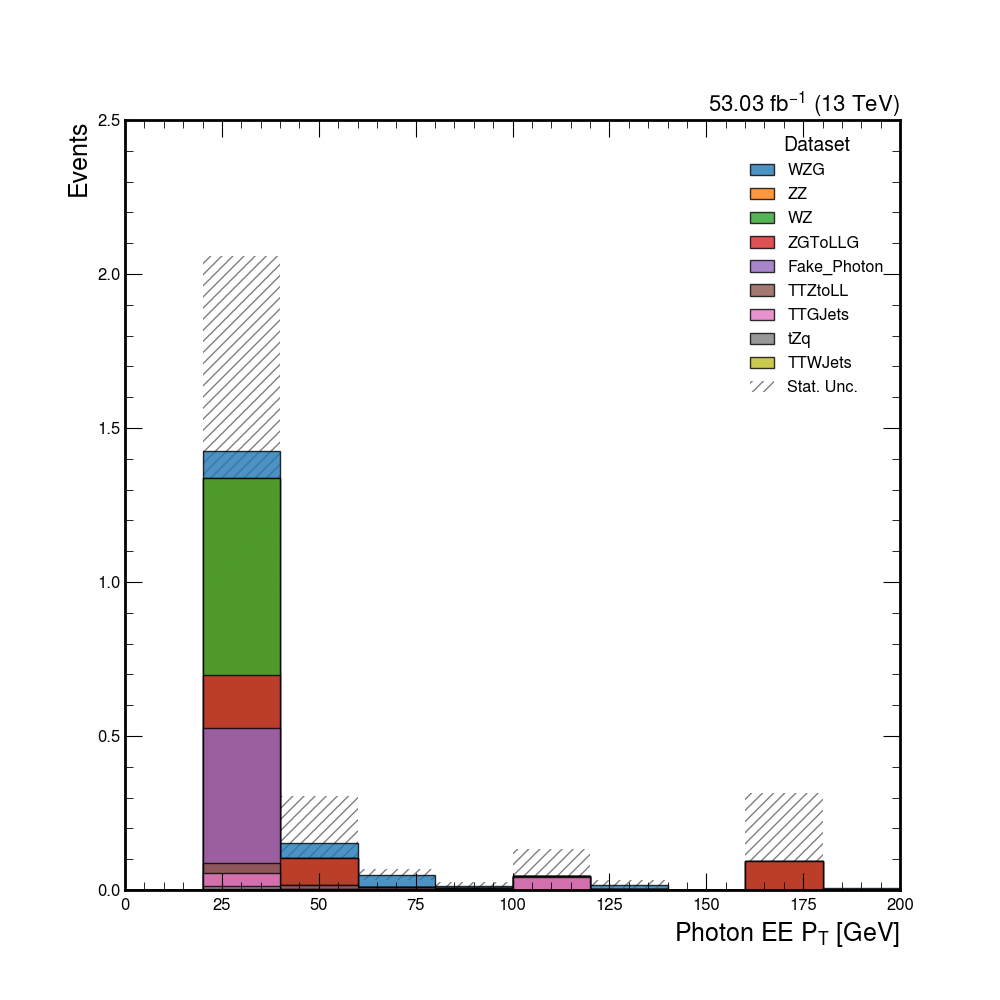 53.03 fb⁻¹ (13 TeV)
Events
2.5
2.0
1.5
1.0
0.5
0.0
Dataset
WZG
ZZ
WZ
ZGToLLG
Fake_Photon
TTZtoLL
TTGJets
tZq
TTWJets
Stat. Unc.
0 25 50 75 100 125 150 175 200
Photon EE P_T [GeV]